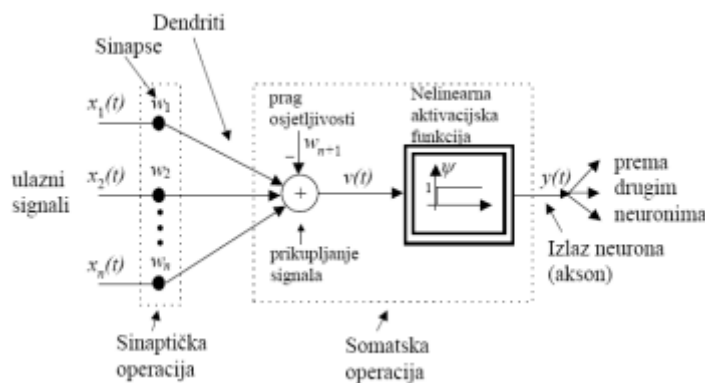 Dendriti
Sinapse
x₁(t)
w₁
prag
osjetljivosti
w_{n+1}
Nelinearna
aktivacijska
funkcija
ulazni
signali
x₂(t)
w₂
−
+
v(t)
ψ
1
y(t)
prema
drugim
neuronima
xₙ(t)
wₙ
prikupljanje
signala
Izlaz neurona
(akson)
Sinaptička
operacija
Somatska
operacija